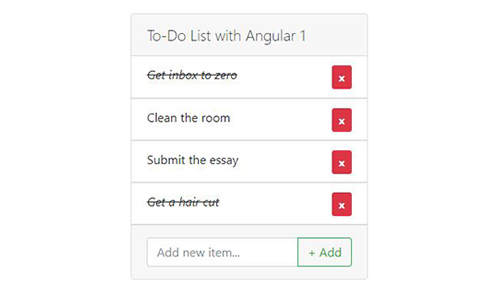 To-Do List with Angular 1
Get inbox to zero x
Clean the room x
Submit the essay x
Get a hair cut x
Add new item... + Add